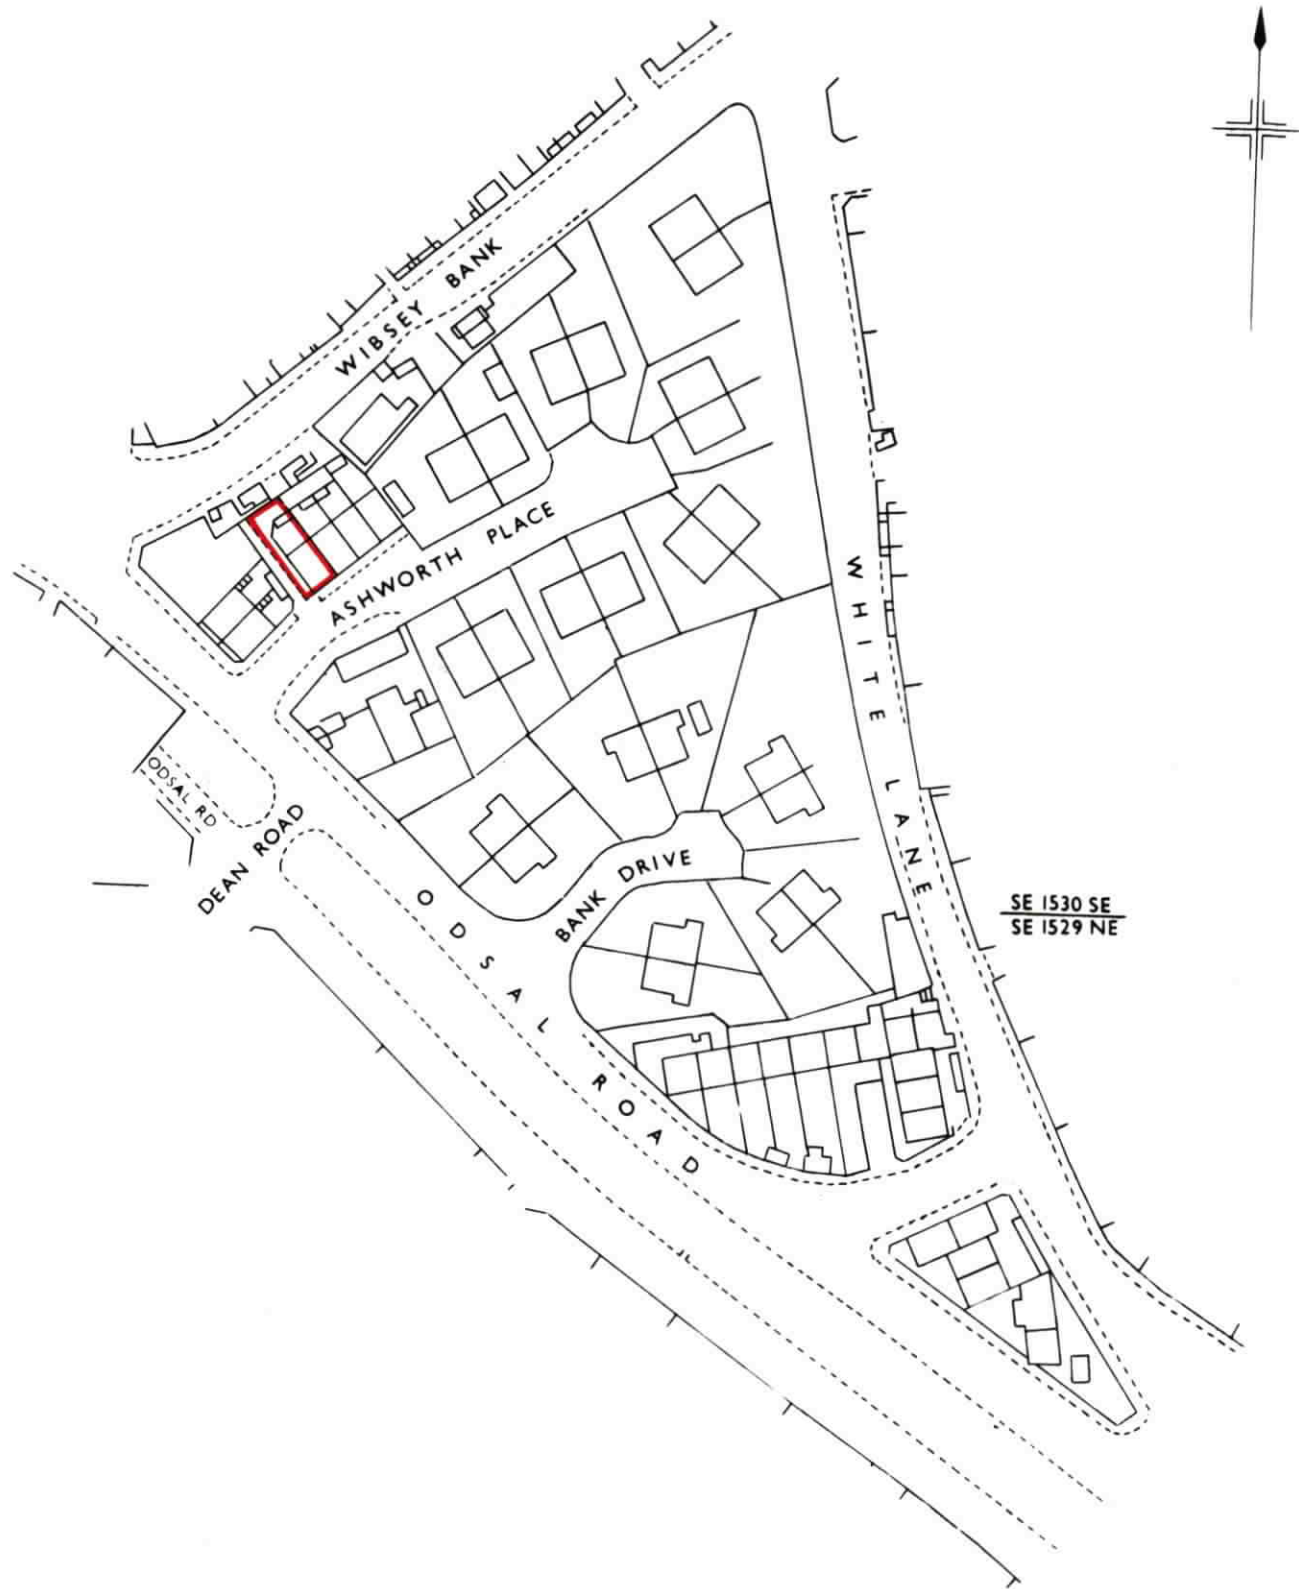 WIBSEY BANK
ASHWORTH PLACE
WHITE LANE
ODSAL RD
DEAN ROAD
BANK DRIVE
ODSAL ROAD
SE 1530 SE
SE 1529 NE